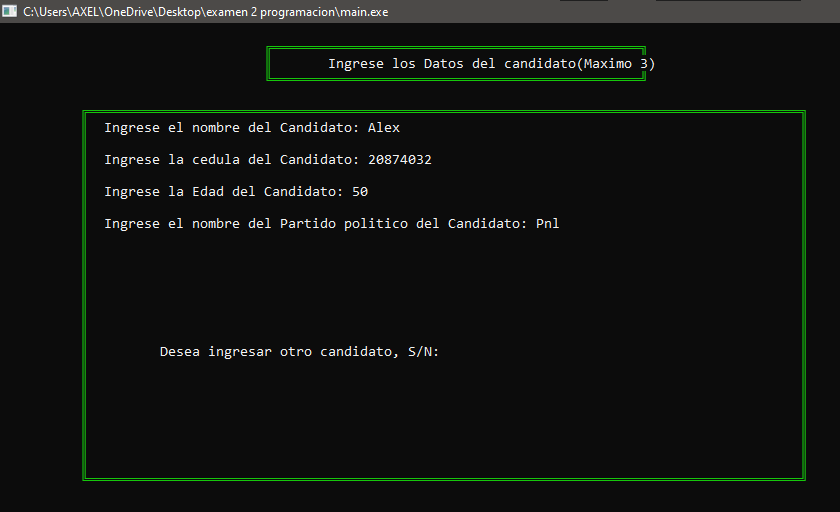 C:\Users\AXEL\OneDrive\Desktop\examen 2 programacion\main.exe
Ingrese los Datos del candidato(Maximo 3)
Ingrese el nombre del Candidato: Alex
Ingrese la cedula del Candidato: 20874032
Ingrese la Edad del Candidato: 50
Ingrese el nombre del Partido politico del Candidato: Pnl
Desea ingresar otro candidato, S/N: